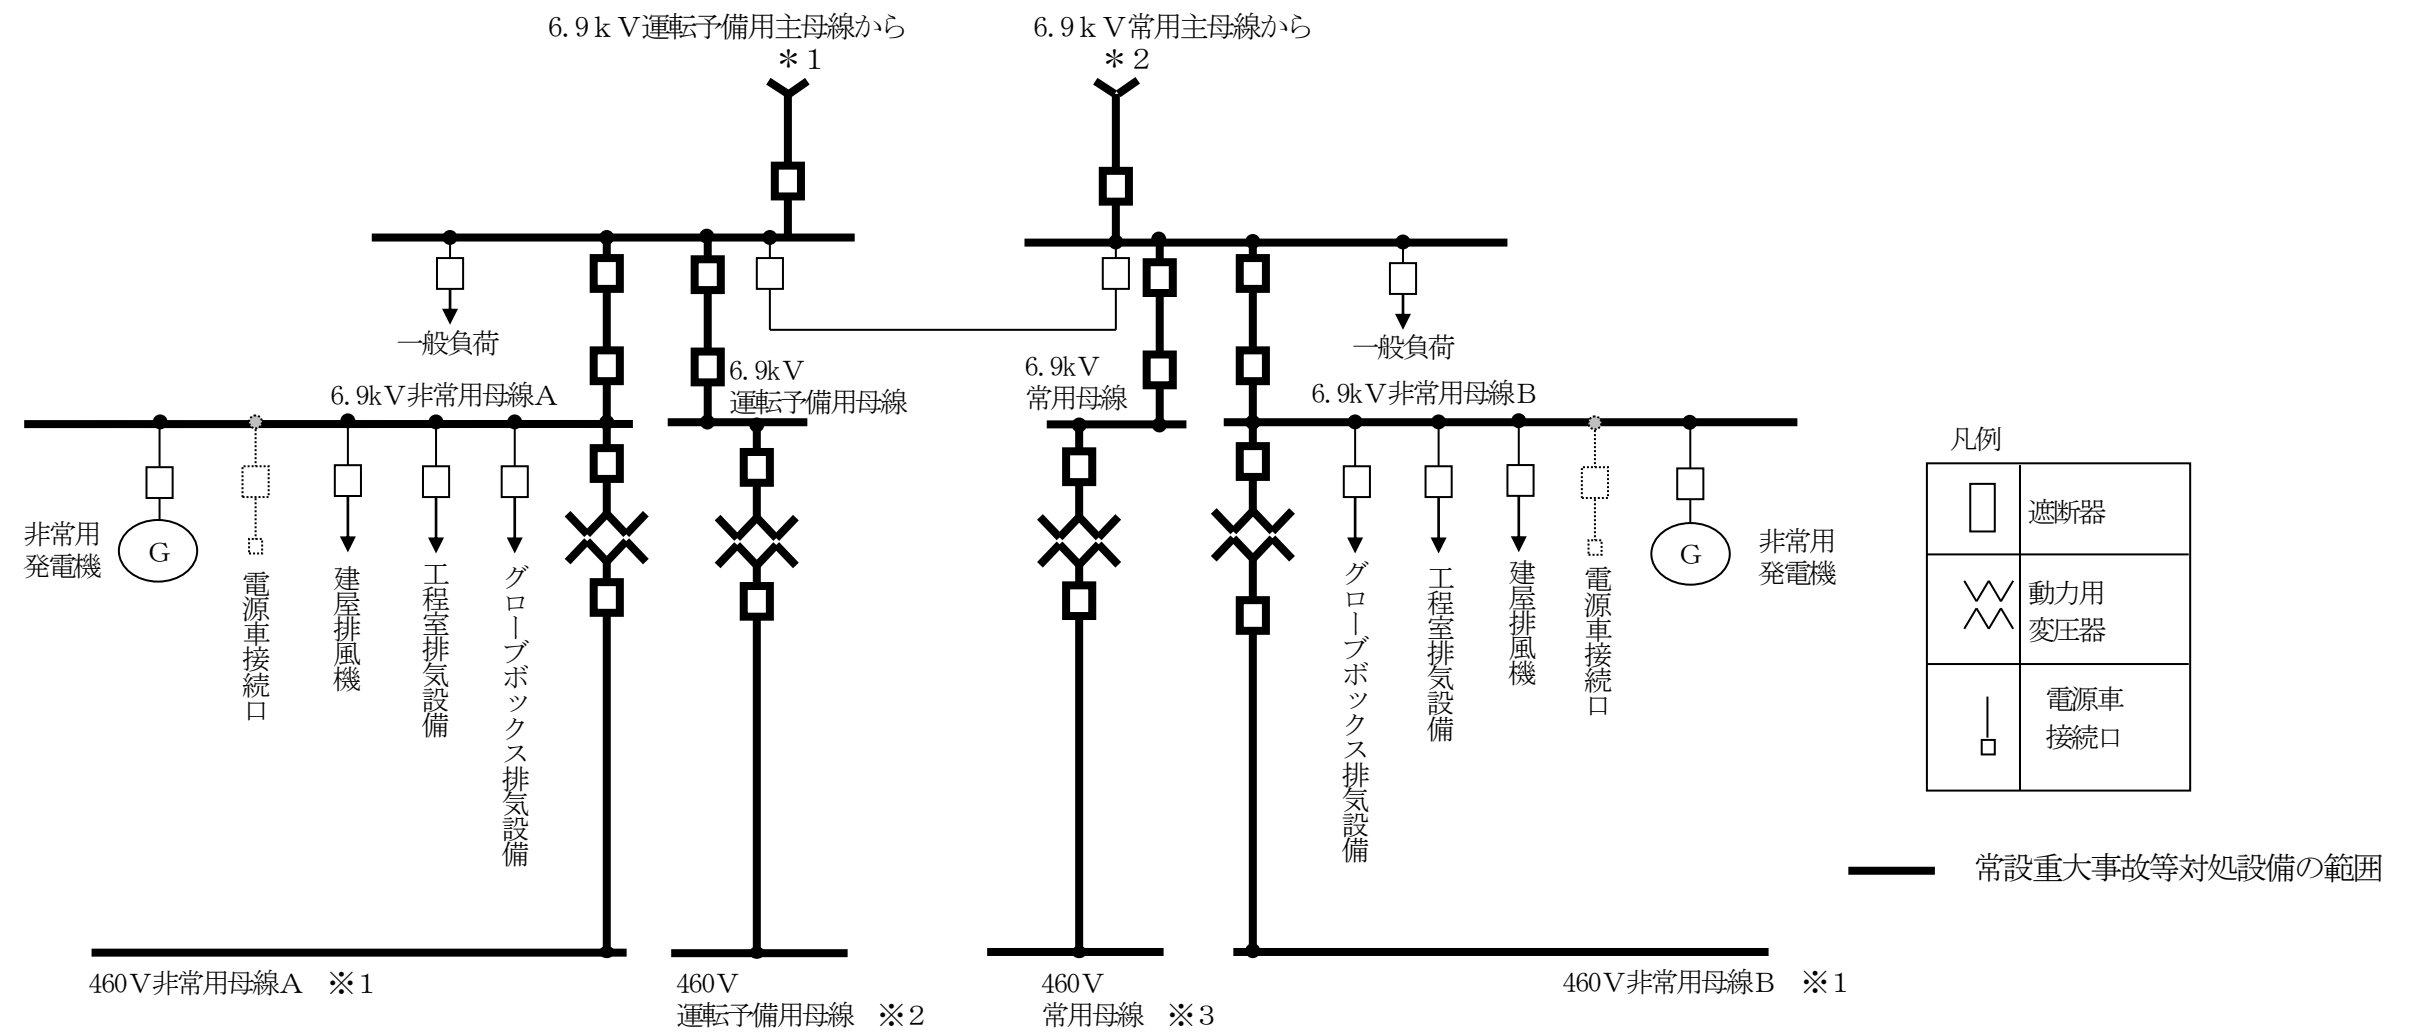 6.9ｋＶ運転予備用主母線から
＊１
6.9ｋＶ常用主母線から
＊２
一般負荷
一般負荷
6.9kＶ
運転予備用母線
6.9kＶ
常用母線
6.9kＶ非常用母線Ａ
6.9kＶ非常用母線Ｂ
非常用
発電機
Ｇ
電源車接続口
建屋排風機
工程室排気設備
グローブボックス排気設備
グローブボックス排気設備
工程室排気設備
建屋排風機
電源車接続口
Ｇ
非常用
発電機
凡例
遮断器
動力用
変圧器
電源車
接続口
常設重大事故等対処設備の範囲
460Ｖ非常用母線Ａ　※１
460Ｖ
運転予備用母線　※２
460Ｖ
常用母線　※３
460Ｖ非常用母線Ｂ　※１